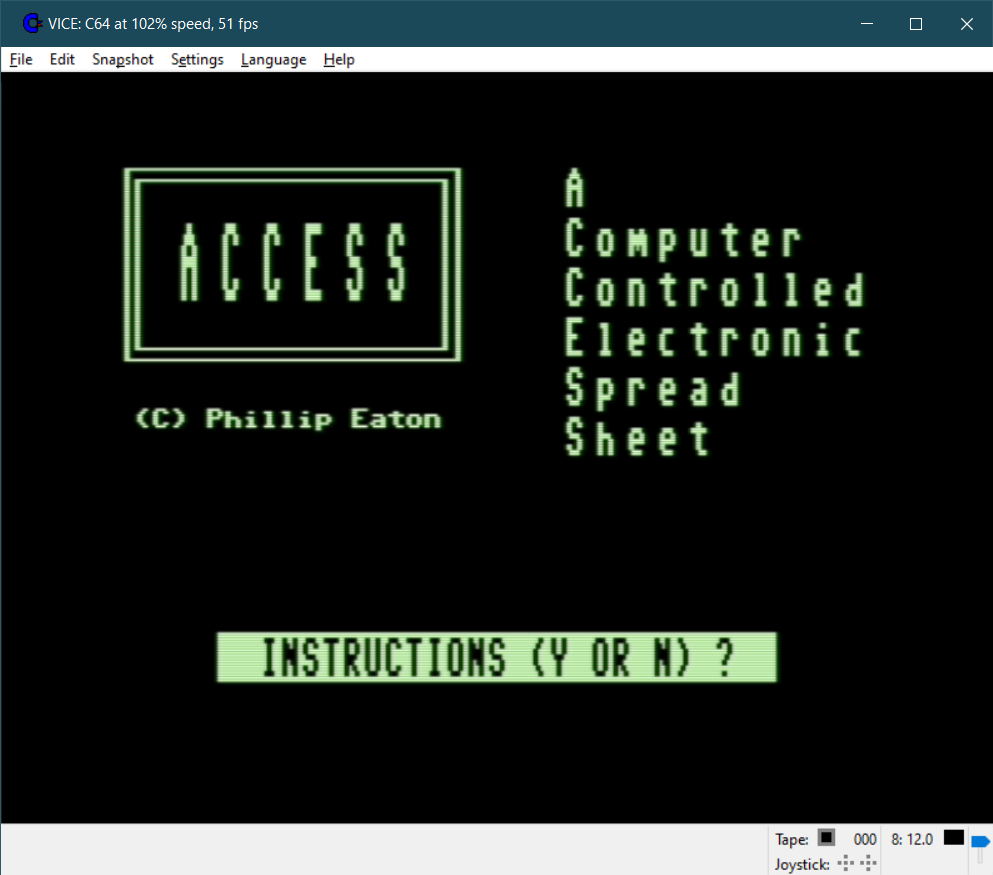 VICE: C64 at 102% speed, 51 fps
File Edit Snapshot Settings Language Help
ACCESS
(C) Phillip Eaton
A
Computer
Controlled
Electronic
Spread
Sheet
INSTRUCTIONS (Y OR N) ?
Tape: 000 8: 12.0
Joystick: